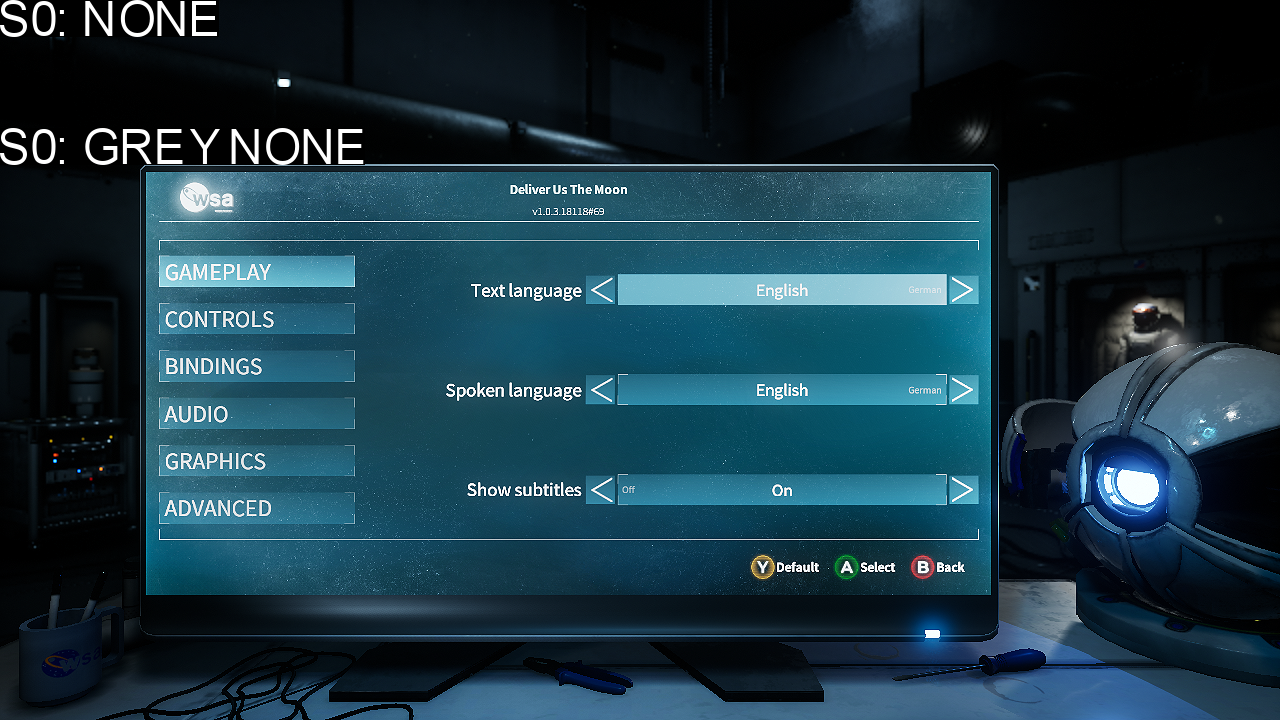 S0: NONE
S0: GREY NONE
wsa
Deliver Us The Moon
v1.0.3.18118#69
GAMEPLAY
CONTROLS
BINDINGS
AUDIO
GRAPHICS
ADVANCED
Text language < English German >
Spoken language < English German >
Show subtitles < Off On >
Y Default A Select B Back
wsa